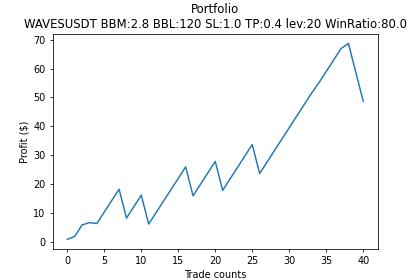 Portfolio
WAVESUSDT BBM:2.8 BBL:120 SL:1.0 TP:0.4 lev:20 WinRatio:80.0
70
60
50
40
30
20
10
0
Profit ($)
0 5 10 15 20 25 30 35 40
Trade counts